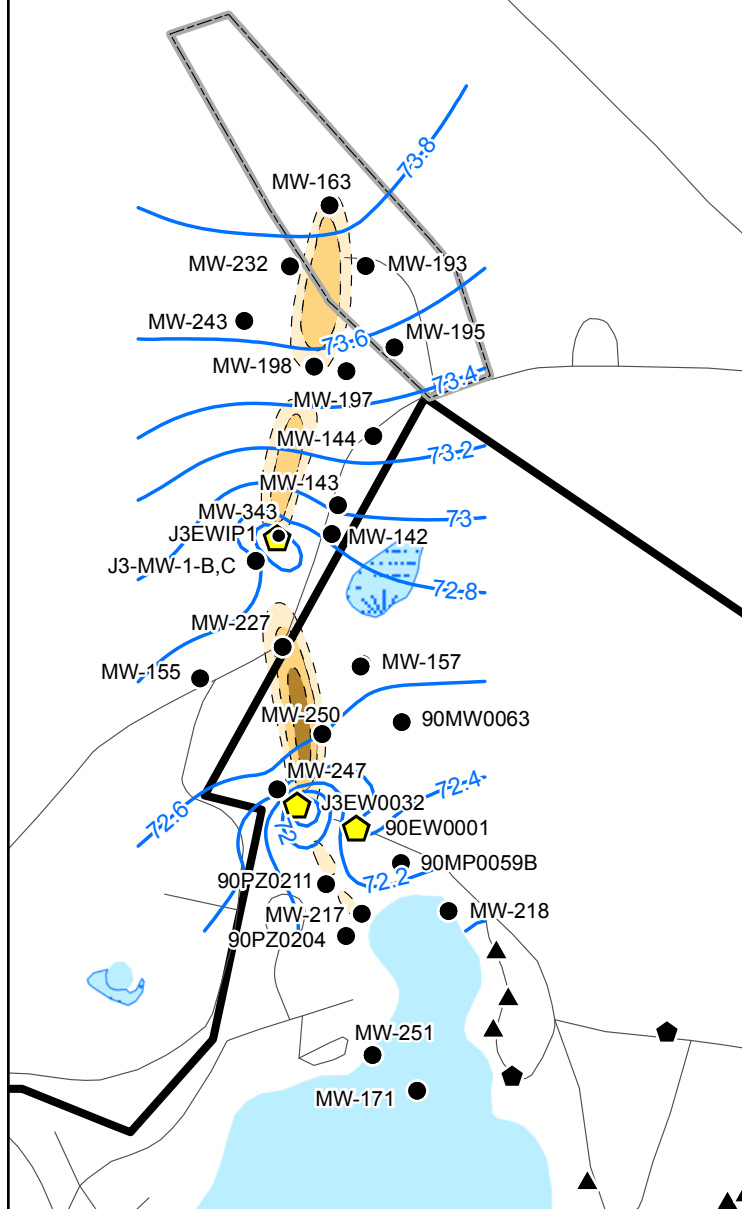 73.8
MW-163
MW-232
MW-193
MW-243
73.6
MW-195
MW-198
73.4
MW-197
MW-144
73.2
MW-143
MW-343
73
J3EWIP1
MW-142
J3-MW-1-B,C
72.8
MW-227
MW-155
MW-157
MW-250
90MW0063
MW-247
72.4
J3EW0032
72.6
72
90EW0001
90MP0059B
72.2
90PZ0211
MW-217
MW-218
90PZ0204
MW-251
MW-171